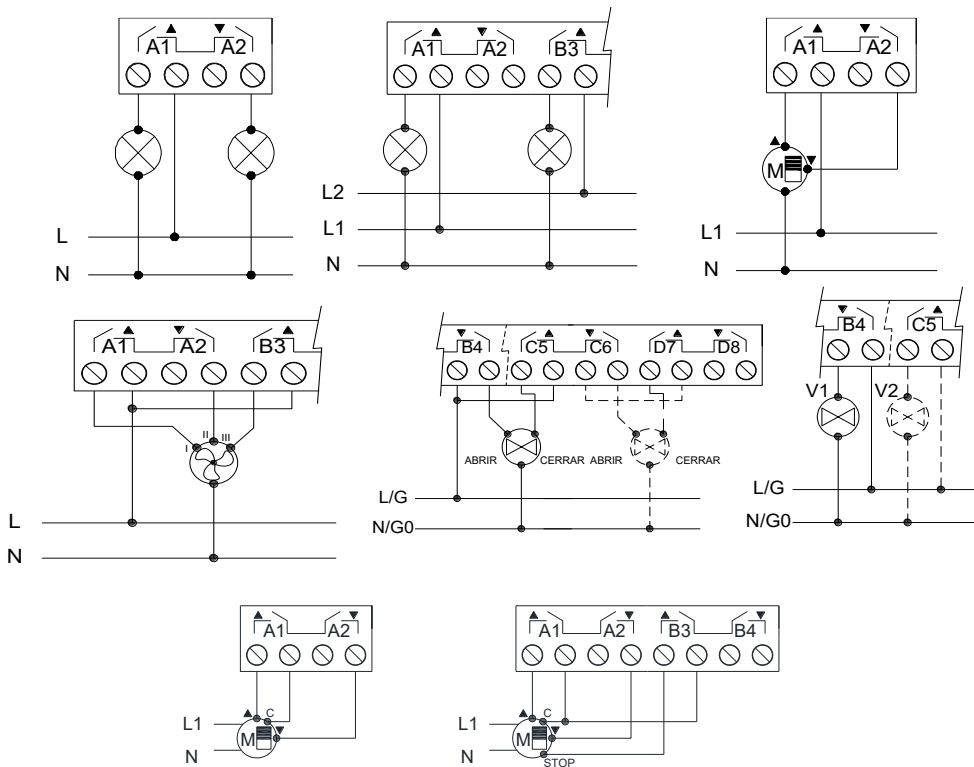 A1 A2
L
N
A1 A2 B3
L2
L1
N
A1 A2
M
L1
N
A1 A2 B3
I II III
L
N
B4 C5 C6 D7 D8
ABRIR CERRAR ABRIR CERRAR
L/G
N/G0
B4 C5
V1 V2
L/G
N/G0
A1 A2
C
L1
M
N
A1 A2 B3 B4
C
L1
M
N
STOP